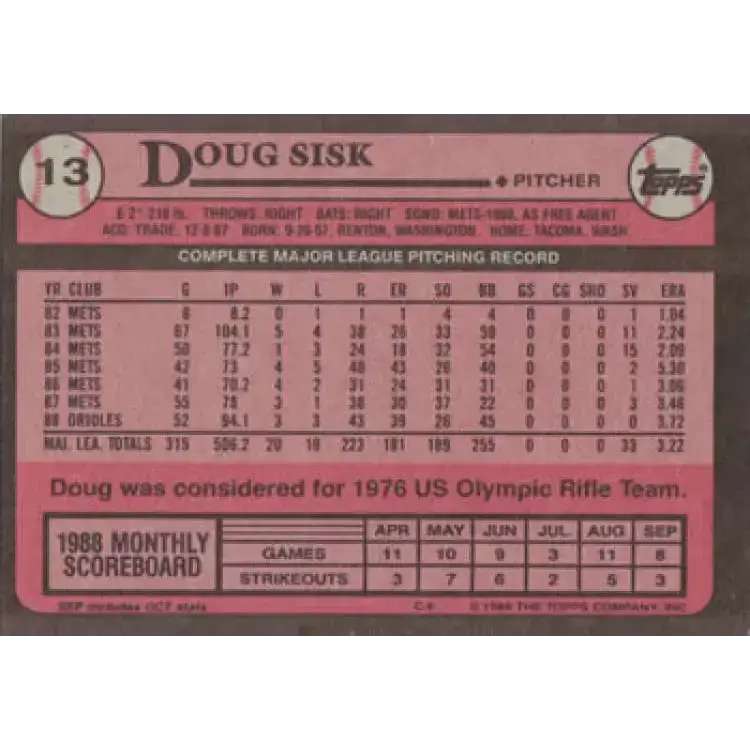 13
DOUG SISK
PITCHER
TOPPS
6 2" 210 lb. THROWS: RIGHT BATS: RIGHT SGND: METS-1980, AS FREE AGENT
ACQ: TRADE: 12-8-87 BORN: 9-26-57, RENTON, WASHINGTON. HOME: TACOMA, WASH
COMPLETE MAJOR LEAGUE PITCHING RECORD
YR CLUB G IP W L R ER SO BB GS CG SHO SV ERA
82 METS 8 8.2 0 1 1 1 4 4 0 0 0 1 1.04
83 METS 67 104.1 5 4 38 26 33 59 0 0 0 11 2.24
84 METS 50 77.2 1 3 24 18 32 54 0 0 0 15 2.09
85 METS 42 73 4 5 48 43 26 40 0 0 0 2 5.30
86 METS 41 70.2 4 2 31 24 31 31 0 0 0 1 3.06
87 METS 55 78 3 1 38 30 37 22 0 0 0 3 3.46
88 ORIOLES 52 94.1 3 3 43 39 26 45 0 0 0 0 3.72
MAJ. LEA. TOTALS 315 506.2 20 19 223 181 189 255 0 0 0 33 3.22
Doug was considered for 1976 US Olympic Rifle Team.
1988 MONTHLY SCOREBOARD
APR MAY JUN JUL AUG SEP
GAMES 11 10 9 3 11 8
STRIKEOUTS 3 7 6 2 5 3
SEP includes OCT stats
© 1989 THE TOPPS COMPANY, INC.